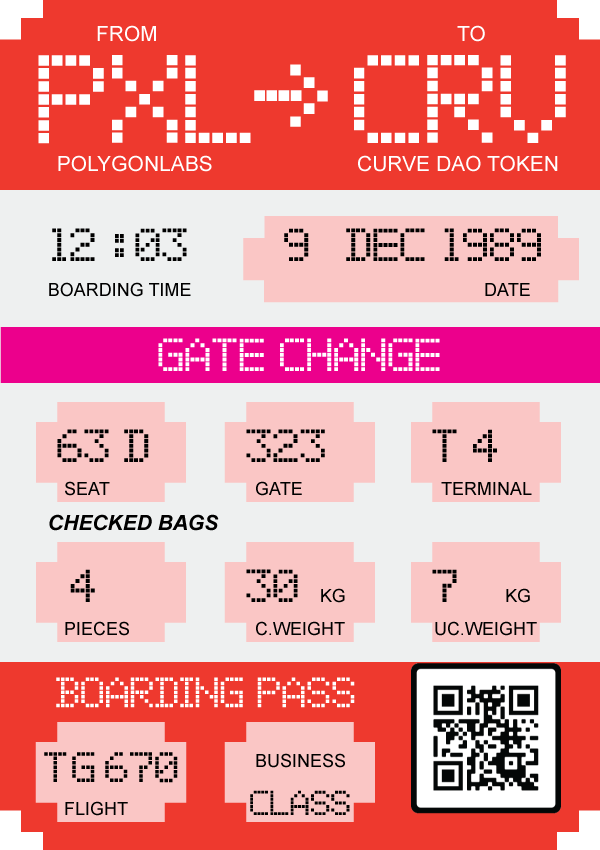 FROM TO
PXL → CRV
POLYGONLABS CURVE DAO TOKEN
12 :03 9 DEC 1989
BOARDING TIME DATE
GATE CHANGE
63 D 323 T 4
SEAT GATE TERMINAL
CHECKED BAGS
4 30 KG 7 KG
PIECES C.WEIGHT UC.WEIGHT
BOARDING PASS
TG 670 BUSINESS
FLIGHT CLASS